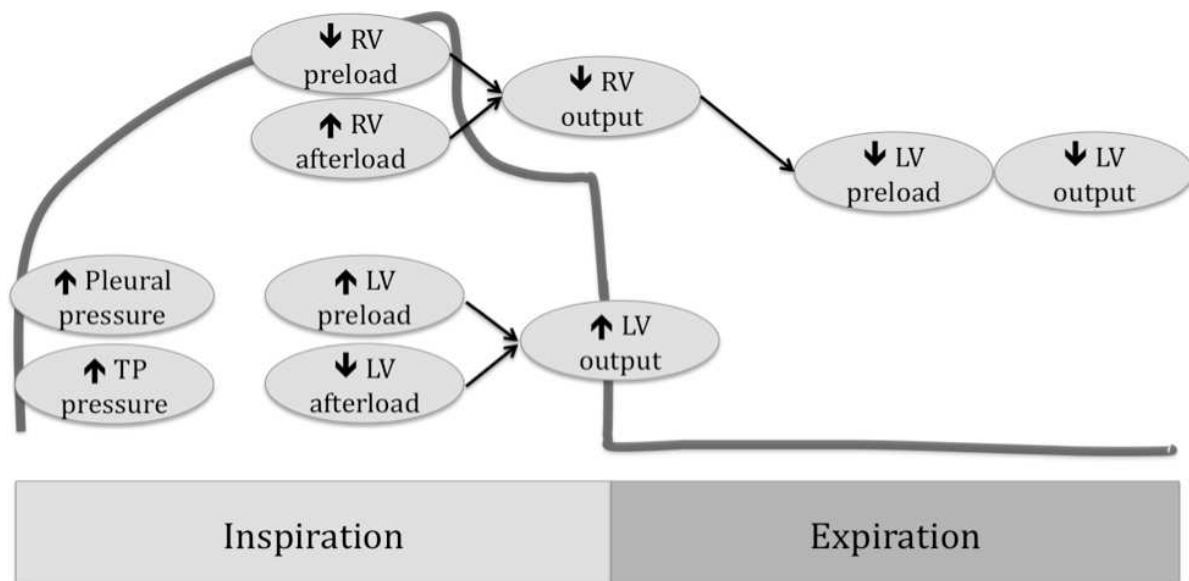 ↓ RV
preload
↑ RV
afterload
↓ RV
output
↓ LV
preload
↓ LV
output
↑ Pleural
pressure
↑ TP
pressure
↑ LV
preload
↓ LV
afterload
↑ LV
output
Inspiration
Expiration